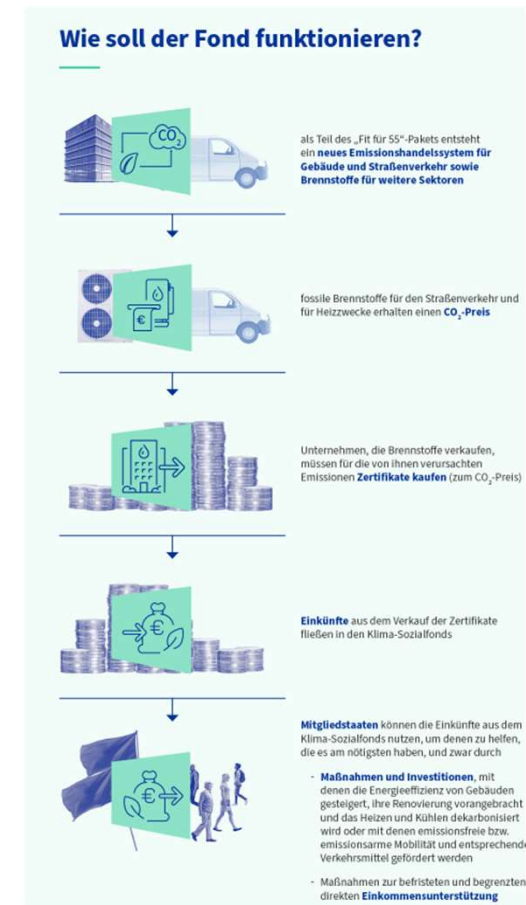 Wie soll der Fond funktionieren?
CO2
als Teil des „Fit für 55“-Pakets entsteht
ein neues Emissionshandelssystem für
Gebäude und Straßenverkehr sowie
Brennstoffe für weitere Sektoren
€
fossile Brennstoffe für den Straßenverkehr und
für Heizzwecke erhalten einen CO2-Preis
Unternehmen, die Brennstoffe verkaufen,
müssen für die von ihnen verursachten
Emissionen Zertifikate kaufen (zum CO2-Preis)
€
Einkünfte aus dem Verkauf der Zertifikate
fließen in den Klima-Sozialfonds
€
Mitgliedstaaten können die Einkünfte aus dem
Klima-Sozialfonds nutzen, um denen zu helfen,
die es am nötigsten haben, und zwar durch
- Maßnahmen und Investitionen, mit
denen die Energieeffizienz von Gebäuden
gesteigert, ihre Renovierung vorangebracht
und das Heizen und Kühlen dekarbonisiert
wird oder mit denen emissionsfreie bzw.
emissionsarme Mobilität und entsprechende
Verkehrsmittel gefördert werden
- Maßnahmen zur befristeten und begrenzten
direkten Einkommensunterstützung